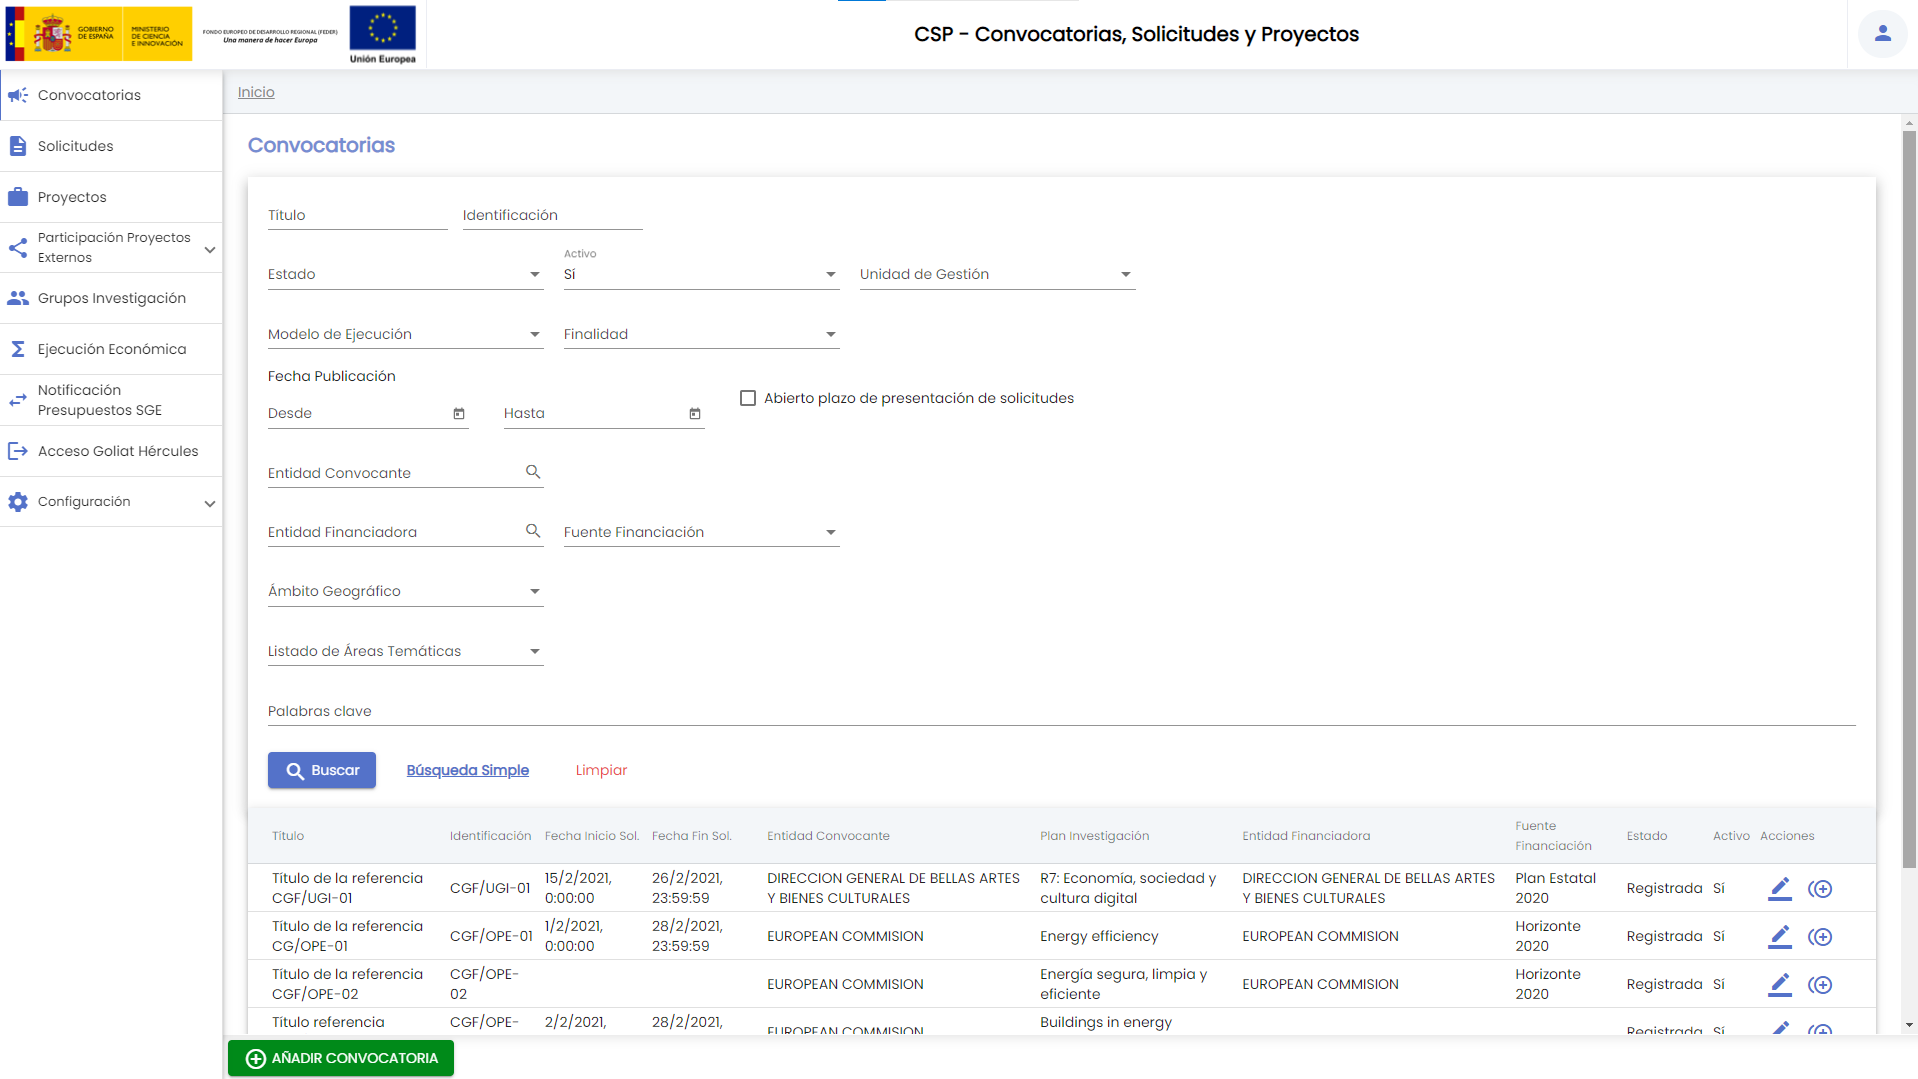 GOBIERNO
DE ESPAÑA
MINISTERIO
DE CIENCIA
E INNOVACIÓN
FONDO EUROPEO DE DESARROLLO REGIONAL (FEDER)
Una manera de hacer Europa
Unión Europea
CSP - Convocatorias, Solicitudes y Proyectos
Convocatorias
Solicitudes
Proyectos
Participación Proyectos
Externos
Grupos Investigación
Ejecución Económica
Notificación
Presupuestos SGE
Acceso Goliat Hércules
Configuración
Inicio
Convocatorias
Título
Identificación
Estado
Activo
Sí
Unidad de Gestión
Modelo de Ejecución
Finalidad
Fecha Publicación
Desde
Hasta
Abierto plazo de presentación de solicitudes
Entidad Convocante
Entidad Financiadora
Fuente Financiación
Ámbito Geográfico
Listado de Áreas Temáticas
Palabras clave
Buscar
Búsqueda Simple
Limpiar
Título Identificación Fecha Inicio Sol. Fecha Fin Sol. Entidad Convocante Plan Investigación Entidad Financiadora Fuente Estado Activo Acciones
Financiación
Título de la referencia 15/2/2021, 26/2/2021, DIRECCION GENERAL DE BELLAS ARTES R7: Economía, sociedad y DIRECCION GENERAL DE BELLAS ARTES Plan Estatal
CGF/UGI-01 CGF/UGI-01 0:00:00 23:59:59 Y BIENES CULTURALES cultura digital Y BIENES CULTURALES 2020 Registrada Sí
Título de la referencia 1/2/2021, 28/2/2021, Horizonte
CG/OPE-01 CGF/OPE-01 0:00:00 23:59:59 EUROPEAN COMMISION Energy efficiency EUROPEAN COMMISION 2020 Registrada Sí
Título de la referencia CGF/OPE- Energía segura, limpia y Horizonte
CGF/OPE-02 02 EUROPEAN COMMISION eficiente EUROPEAN COMMISION 2020 Registrada Sí
Título referencia CGF/OPE- 2/2/2021, 28/2/2021, Buildings in energy
EUROPEAN COMMISION Registrada Sí
AÑADIR CONVOCATORIA